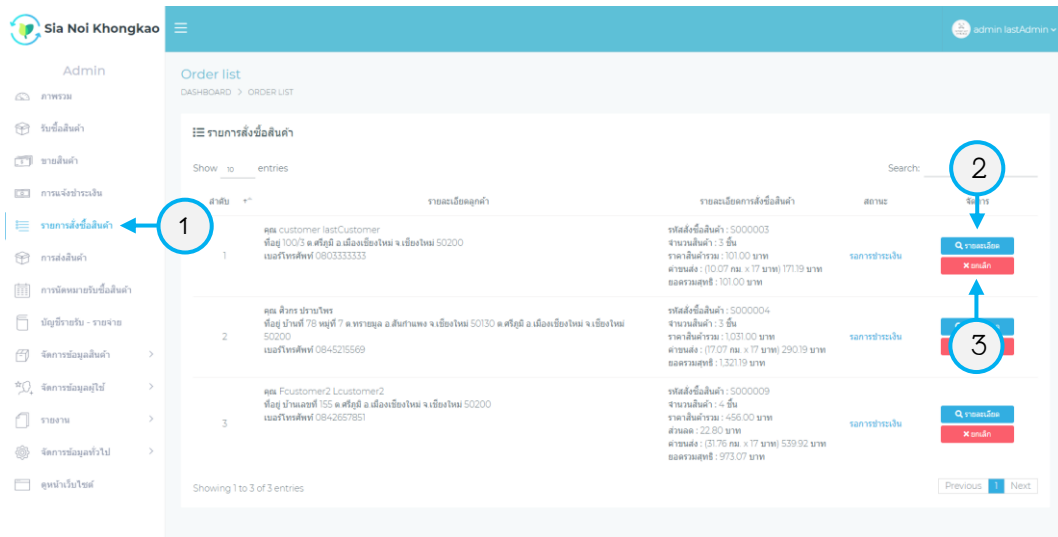 Sia Noi Khongkao
admin lastAdmin
Admin
ภาพรวม
รับซื้อสินค้า
ขายสินค้า
การแจ้งชำระเงิน
รายการสั่งซื้อสินค้า
การส่งสินค้า
การนัดหมายรับซื้อสินค้า
บัญชีรายรับ - รายจ่าย
จัดการข้อมูลสินค้า
จัดการข้อมูลผู้ใช้
รายงาน
จัดการข้อมูลทั่วไป
ดูหน้าเว็บไซต์
Order list
DASHBOARD > ORDER LIST
รายการสั่งซื้อสินค้า
Show 10 entries
Search:
ลำดับ รายละเอียดลูกค้า รายละเอียดการสั่งซื้อสินค้า สถานะ จัดการ
1
2
3
1
คุณ customer lastCustomer
ที่อยู่ 100/3 ต.ศรีภูมิ อ.เมืองเชียงใหม่ จ.เชียงใหม่ 50200
เบอร์โทรศัพท์ 0803333333
รหัสสั่งซื้อสินค้า : S000003
จำนวนสินค้า : 3 ชิ้น
ราคาสินค้ารวม : 101.00 บาท
ค่าขนส่ง : (10.07 กม. x 17 บาท) 171.19 บาท
ยอดรวมสุทธิ : 101.00 บาท
รอการชำระเงิน
รายละเอียด
ยกเลิก
2
คุณ ศิวกร ปราบไพร
ที่อยู่ บ้านที่ 78 หมู่ที่ 7 ต.ทรายมูล อ.สันกำแพง จ.เชียงใหม่ 50130 ต.ศรีภูมิ อ.เมืองเชียงใหม่ จ.เชียงใหม่
50200
เบอร์โทรศัพท์ 0845215569
รหัสสั่งซื้อสินค้า : S000004
จำนวนสินค้า : 3 ชิ้น
ราคาสินค้ารวม : 1,031.00 บาท
ค่าขนส่ง : (17.07 กม. x 17 บาท) 290.19 บาท
ยอดรวมสุทธิ : 1,321.19 บาท
รอการชำระเงิน
3
คุณ Fcustomer2 Lcustomer2
ที่อยู่ บ้านเลขที่ 155 ต.ศรีภูมิ อ.เมืองเชียงใหม่ จ.เชียงใหม่ 50200
เบอร์โทรศัพท์ 0842657851
รหัสสั่งซื้อสินค้า : S000009
จำนวนสินค้า : 4 ชิ้น
ราคาสินค้ารวม : 456.00 บาท
ส่วนลด : 22.80 บาท
ค่าขนส่ง : (31.76 กม. x 17 บาท) 539.92 บาท
ยอดรวมสุทธิ : 973.07 บาท
รอการชำระเงิน
รายละเอียด
ยกเลิก
Showing 1 to 3 of 3 entries
Previous 1 Next